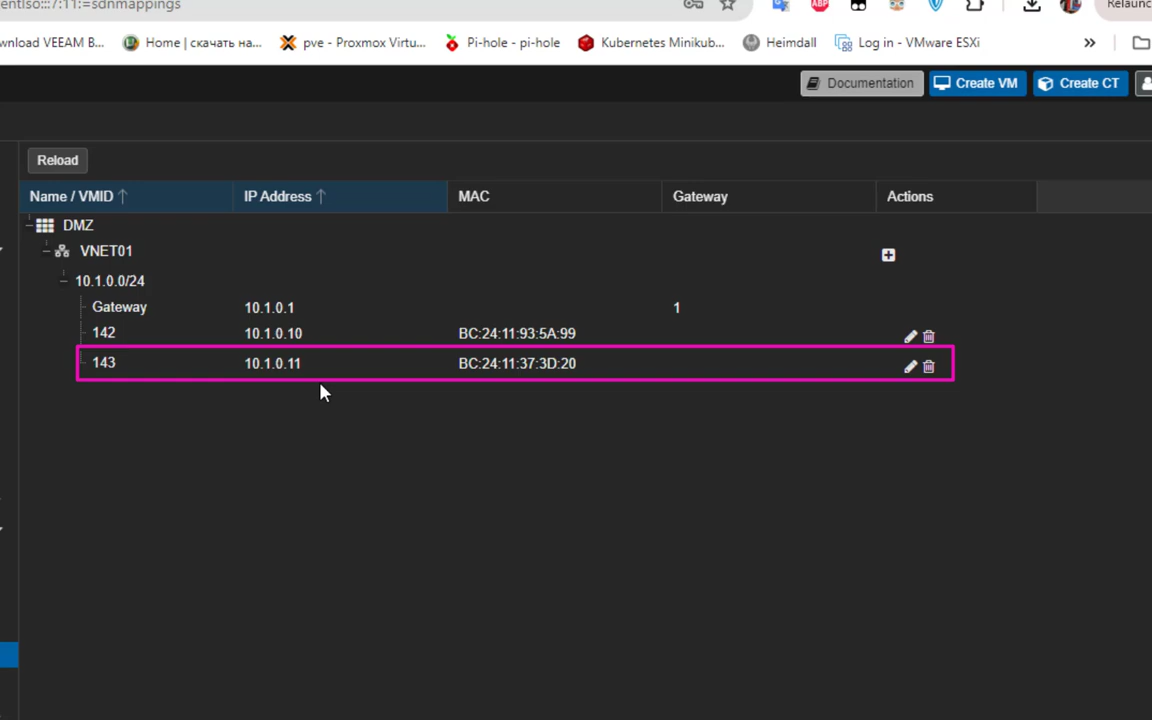 entIso:::7:11:=sdnmappings
Relaunc
wnload VEEAM B... Home | скачать на... pve - Proxmox Virtu... Pi-hole - pi-hole Kubernetes Minikub... Heimdall Log in - VMware ESXi »
Documentation Create VM Create CT
Reload
Name / VMID IP Address MAC Gateway Actions
DMZ
VNET01
10.1.0.0/24
Gateway 10.1.0.1 1
142 10.1.0.10 BC:24:11:93:5A:99
143 10.1.0.11 BC:24:11:37:3D:20